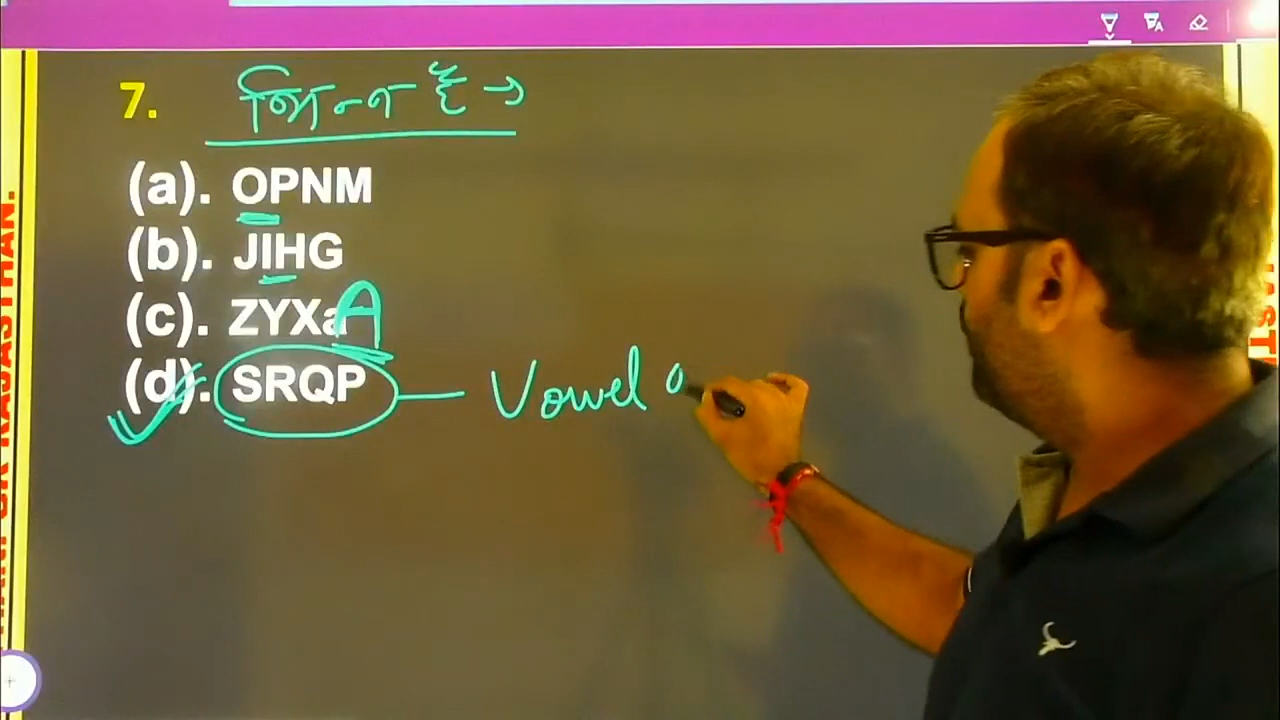 7. भिन्न है →
(a). OPNM
(b). JIHG
(c). ZYXa A
(d). SRQP — Vowel